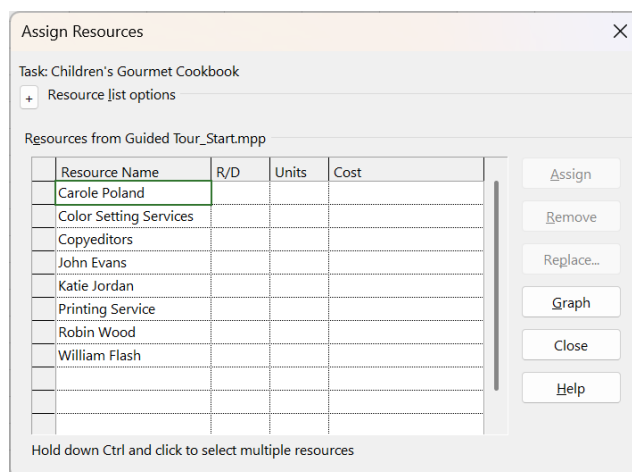 Assign Resources
Task: Children's Gourmet Cookbook
+ Resource list options
Resources from Guided Tour_Start.mpp
Resource Name R/D Units Cost
Carole Poland
Color Setting Services
Copyeditors
John Evans
Katie Jordan
Printing Service
Robin Wood
William Flash
Assign
Remove
Replace...
Graph
Close
Help
Hold down Ctrl and click to select multiple resources